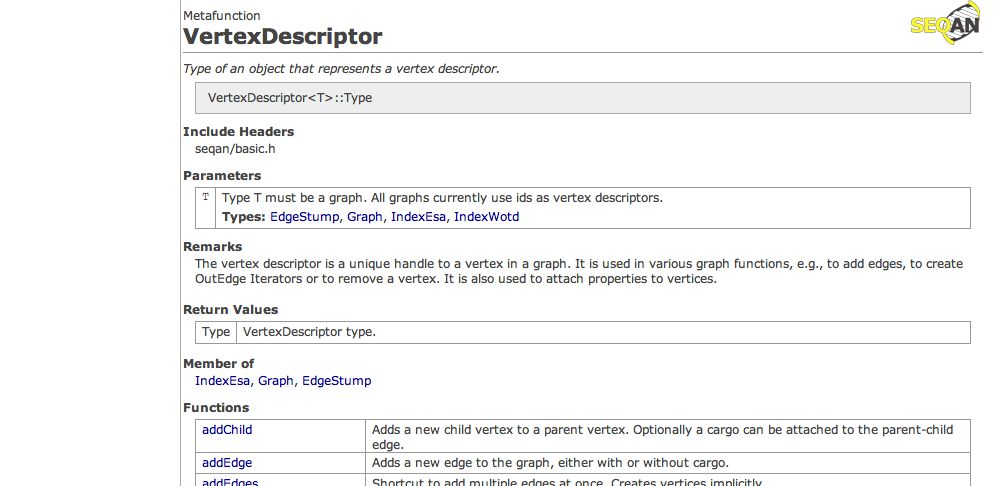 Metafunction
SEQAN
VertexDescriptor
Type of an object that represents a vertex descriptor.
VertexDescriptor<T>::Type
Include Headers
seqan/basic.h
Parameters
T Type T must be a graph. All graphs currently use ids as vertex descriptors.
Types: EdgeStump, Graph, IndexEsa, IndexWotd
Remarks
The vertex descriptor is a unique handle to a vertex in a graph. It is used in various graph functions, e.g., to add edges, to create
OutEdge Iterators or to remove a vertex. It is also used to attach properties to vertices.
Return Values
Type VertexDescriptor type.
Member of
IndexEsa, Graph, EdgeStump
Functions
addChild Adds a new child vertex to a parent vertex. Optionally a cargo can be attached to the parent-child
edge.
addEdge Adds a new edge to the graph, either with or without cargo.
addEdges Shortcut to add multiple edges at once. Creates vertices implicitly.